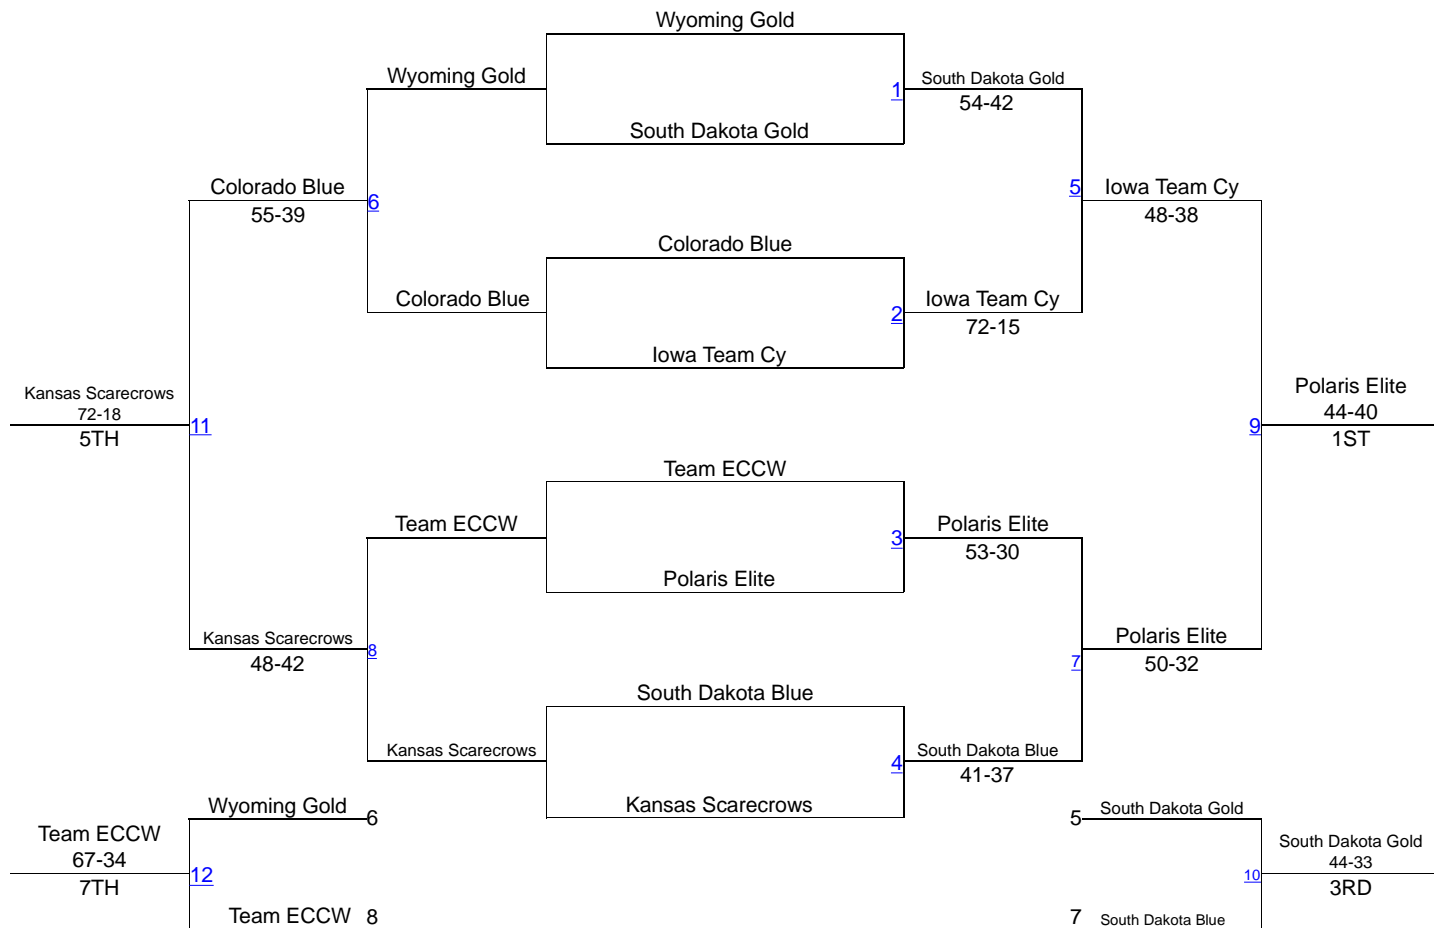 Wyoming Gold
Wyoming Gold
1
South Dakota Gold
54-42
South Dakota Gold
Colorado Blue
55-39
6
5
Iowa Team Cy
48-38
Colorado Blue
Colorado Blue
2
Iowa Team Cy
72-15
Iowa Team Cy
Kansas Scarecrows
72-18
5TH
11
9
Polaris Elite
44-40
1ST
Team ECCW
Team ECCW
3
Polaris Elite
53-30
Polaris Elite
Kansas Scarecrows
48-42
8
7
Polaris Elite
50-32
South Dakota Blue
Kansas Scarecrows
4
South Dakota Blue
41-37
Kansas Scarecrows
Wyoming Gold 6
5 South Dakota Gold
Team ECCW
67-34
7TH
12
10
South Dakota Gold
44-33
3RD
Team ECCW 8
7 South Dakota Blue